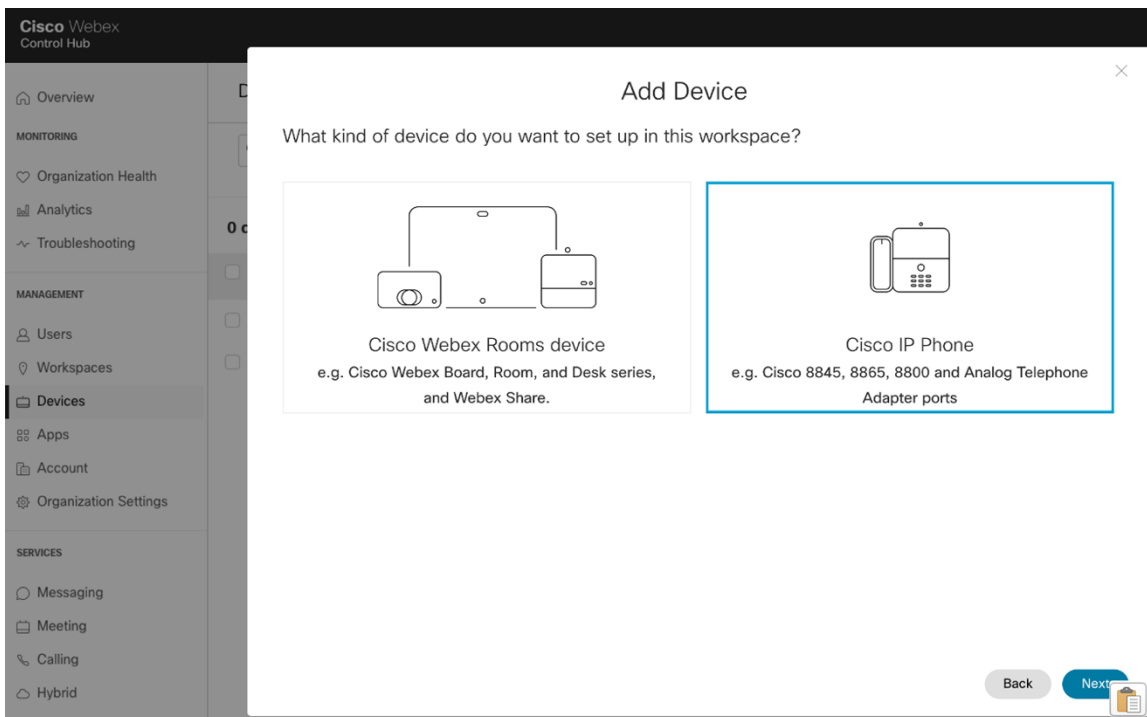 Cisco Webex
Control Hub
Overview
MONITORING
Organization Health
Analytics
Troubleshooting
MANAGEMENT
Users
Workspaces
Devices
Apps
Account
Organization Settings
SERVICES
Messaging
Meeting
Calling
Hybrid
D
0
Add Device
What kind of device do you want to set up in this workspace?
Cisco Webex Rooms device
e.g. Cisco Webex Board, Room, and Desk series,
and Webex Share.
Cisco IP Phone
e.g. Cisco 8845, 8865, 8800 and Analog Telephone
Adapter ports
Back
Next